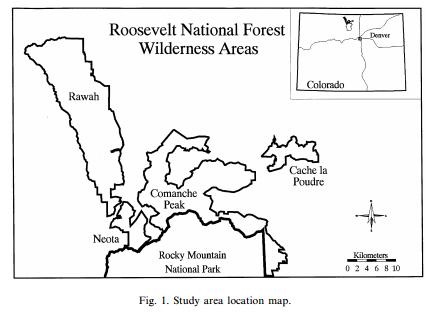 Roosevelt National Forest
Wilderness Areas
Denver
Colorado
Rawah
Cache la
Poudre
Comanche
Peak
Neota
Rocky Mountain
National Park
Kilometers
0 2 4 6 8 10
Fig. 1. Study area location map.